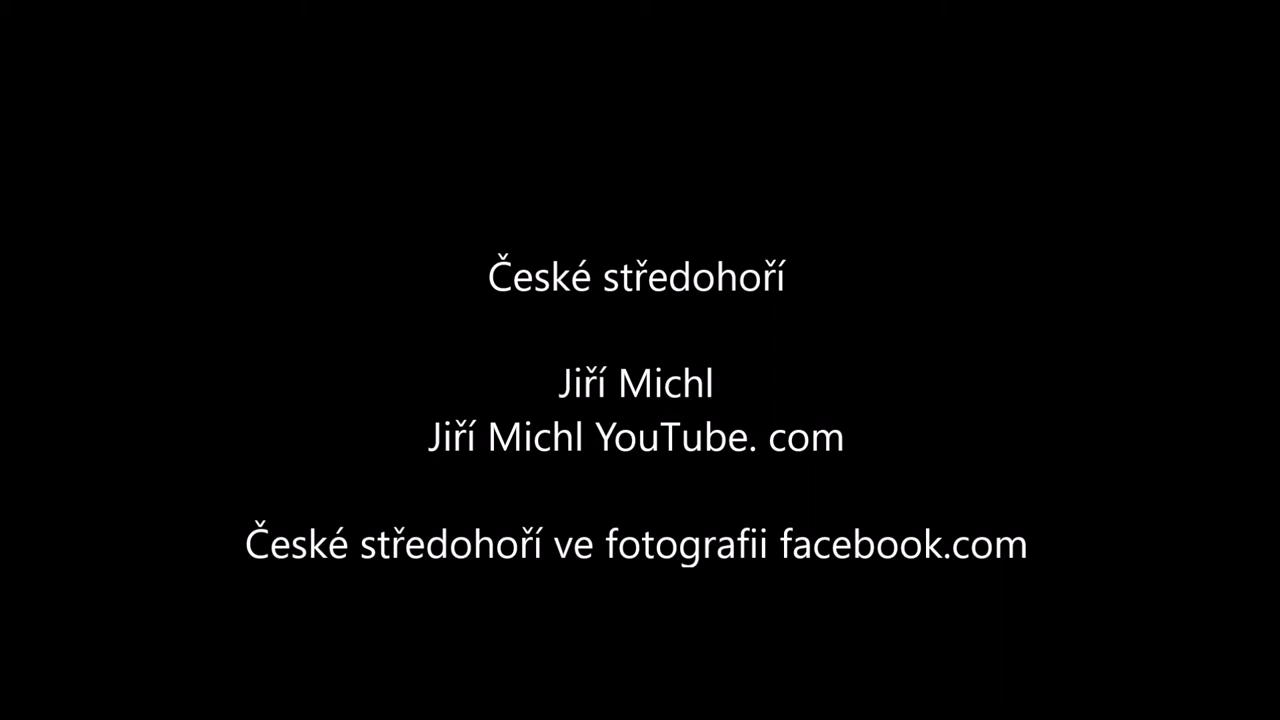 České středohoří
Jiří Michl
Jiří Michl YouTube. com
České středohoří ve fotografii facebook.com